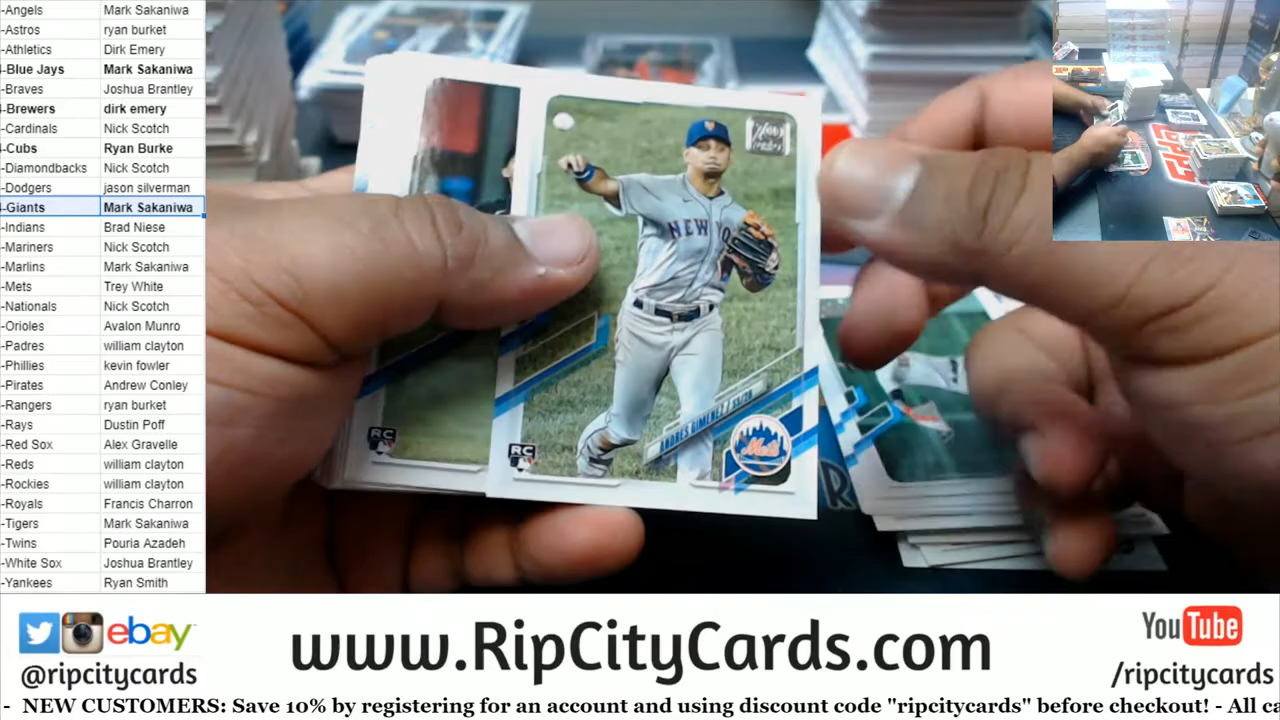 -Angels Mark Sakaniwa
-Astros ryan burket
-Athletics Dirk Emery
-Blue Jays Mark Sakaniwa
-Braves Joshua Brantley
-Brewers dirk emery
-Cardinals Nick Scotch
-Cubs Ryan Burke
-Diamondbacks Nick Scotch
-Dodgers jason silverman
-Giants Mark Sakaniwa
-Indians Brad Niese
-Mariners Nick Scotch
-Marlins Mark Sakaniwa
-Mets Trey White
-Nationals Nick Scotch
-Orioles Avalon Munro
-Padres william clayton
-Phillies kevin fowler
-Pirates Andrew Conley
-Rangers ryan burket
-Rays Dustin Poff
-Red Sox Alex Gravelle
-Reds william clayton
-Rockies william clayton
-Royals Francis Charron
-Tigers Mark Sakaniwa
-Twins Pouria Azadeh
-White Sox Joshua Brantley
-Yankees Ryan Smith
NEW YO
ANDRES GIMENEZ | SS/2B
Mets
RC
RC
ebay
@ripcitycards
www.RipCityCards.com
YouTube
/ripcitycards
- NEW CUSTOMERS: Save 10% by registering for an account and using discount code "ripcitycards" before checkout! - All ca